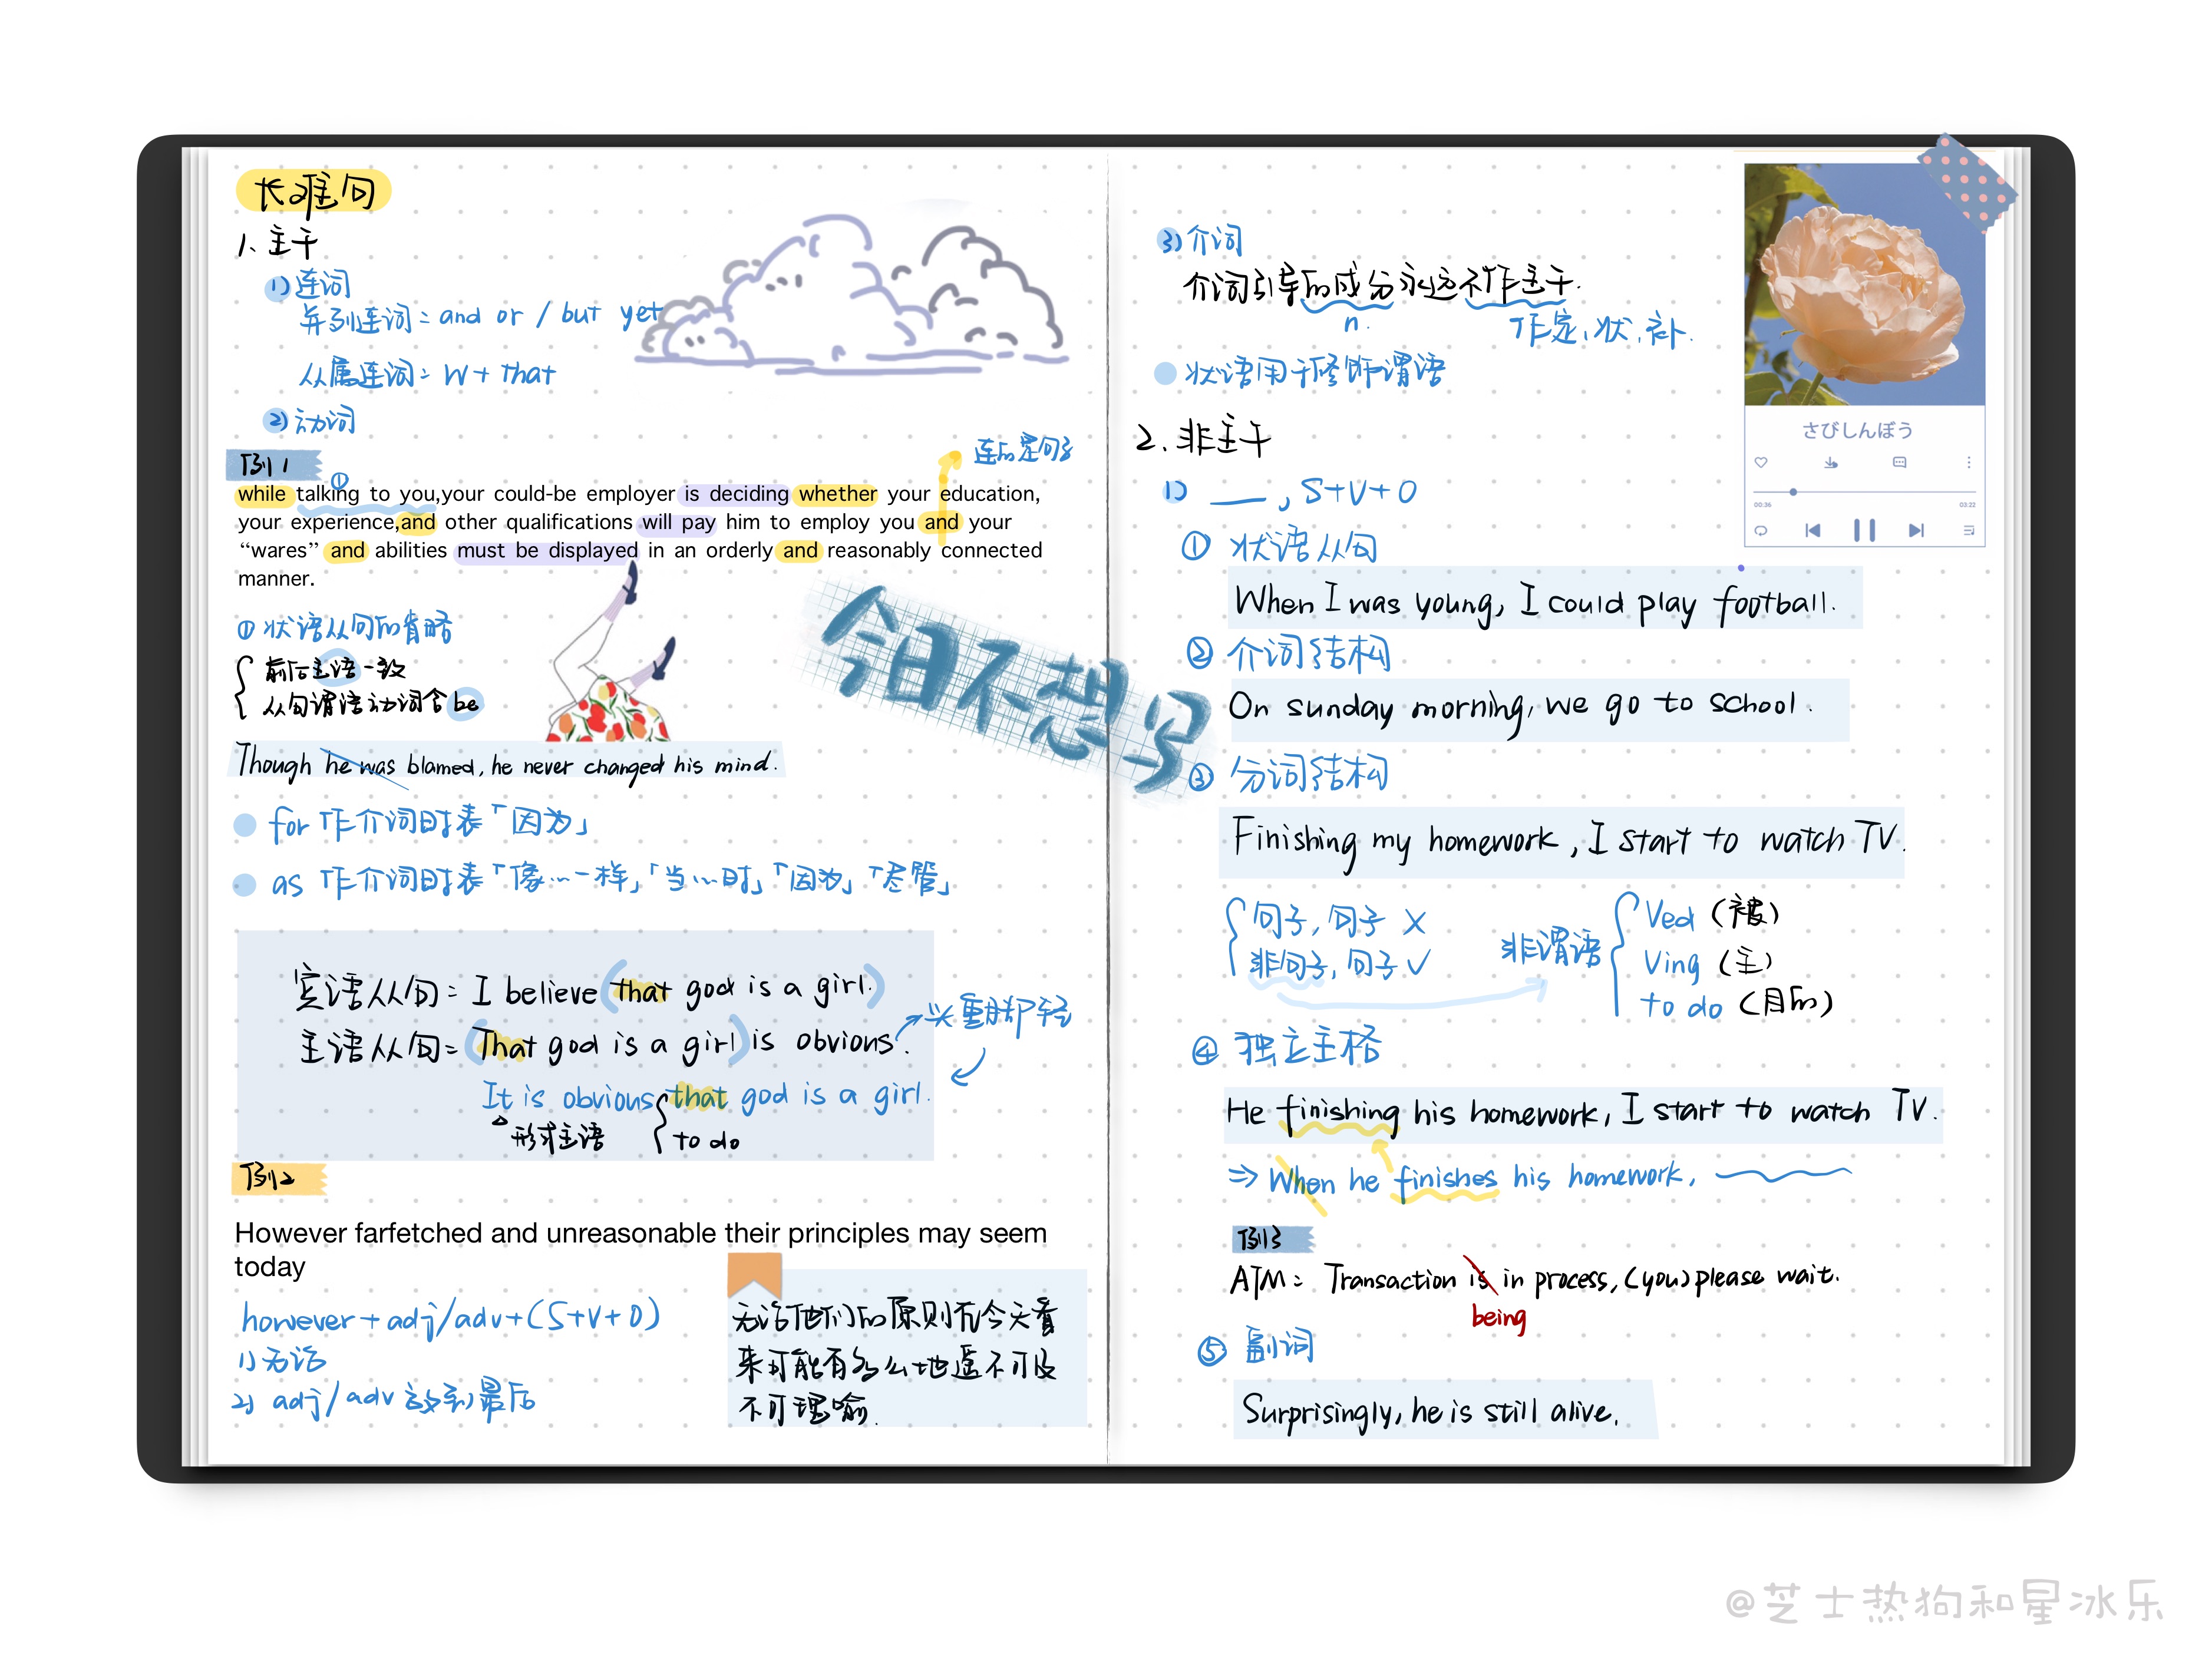 长难句
1、主干
1) 连词
并列连词：and or / but yet
从属连词：w + that
2) 动词
例1
连的是句子
①
while talking to you,your could-be employer is deciding whether your education,
your experience,and other qualifications will pay him to employ you and your
“wares” and abilities must be displayed in an orderly and reasonably connected
manner.
① 状语从句的省略
前后主语一致
从句谓语动词含be
Though he was blamed, he never changed his mind.
for 作介词时表「因为」
as 作介词时表「像…一样」「当…时」「因为」「尽管」
宾语从句：I believe (that god is a girl.)
主语从句：(That god is a girl) is obvious.
头重脚轻
It is obvious that god is a girl.
形式主语
to do
例2
However farfetched and unreasonable their principles may seem
today
however + adj/adv + (S+V+O)
1) 无论
2) adj/adv 放到最后
无论他们的原则在今天看
来可能有多么地遥不可及
不可理喻.
今日不想写
3) 介词
介词引导的成分永远不作主干.
n.
作定、状、补.
状语用于修饰谓语
2. 非主干
1) ___ , S+V+O
① 状语从句
When I was young, I could play football.
② 介词结构
On sunday morning, we go to school.
③ 分词结构
Finishing my homework, I start to watch TV.
句子, 句子 ×
非句子, 句子 ✓
非谓语
Ved (被)
Ving (主)
to do (目的)
④ 独立主格
He finishing his homework, I start to watch TV.
⇒ When he finishes his homework,
例3
ATM： Transaction is in process, (you) please wait.
being
⑤ 副词
Surprisingly, he is still alive.
さびしんぼう
00:36
03:22
@芝士热狗和星冰乐